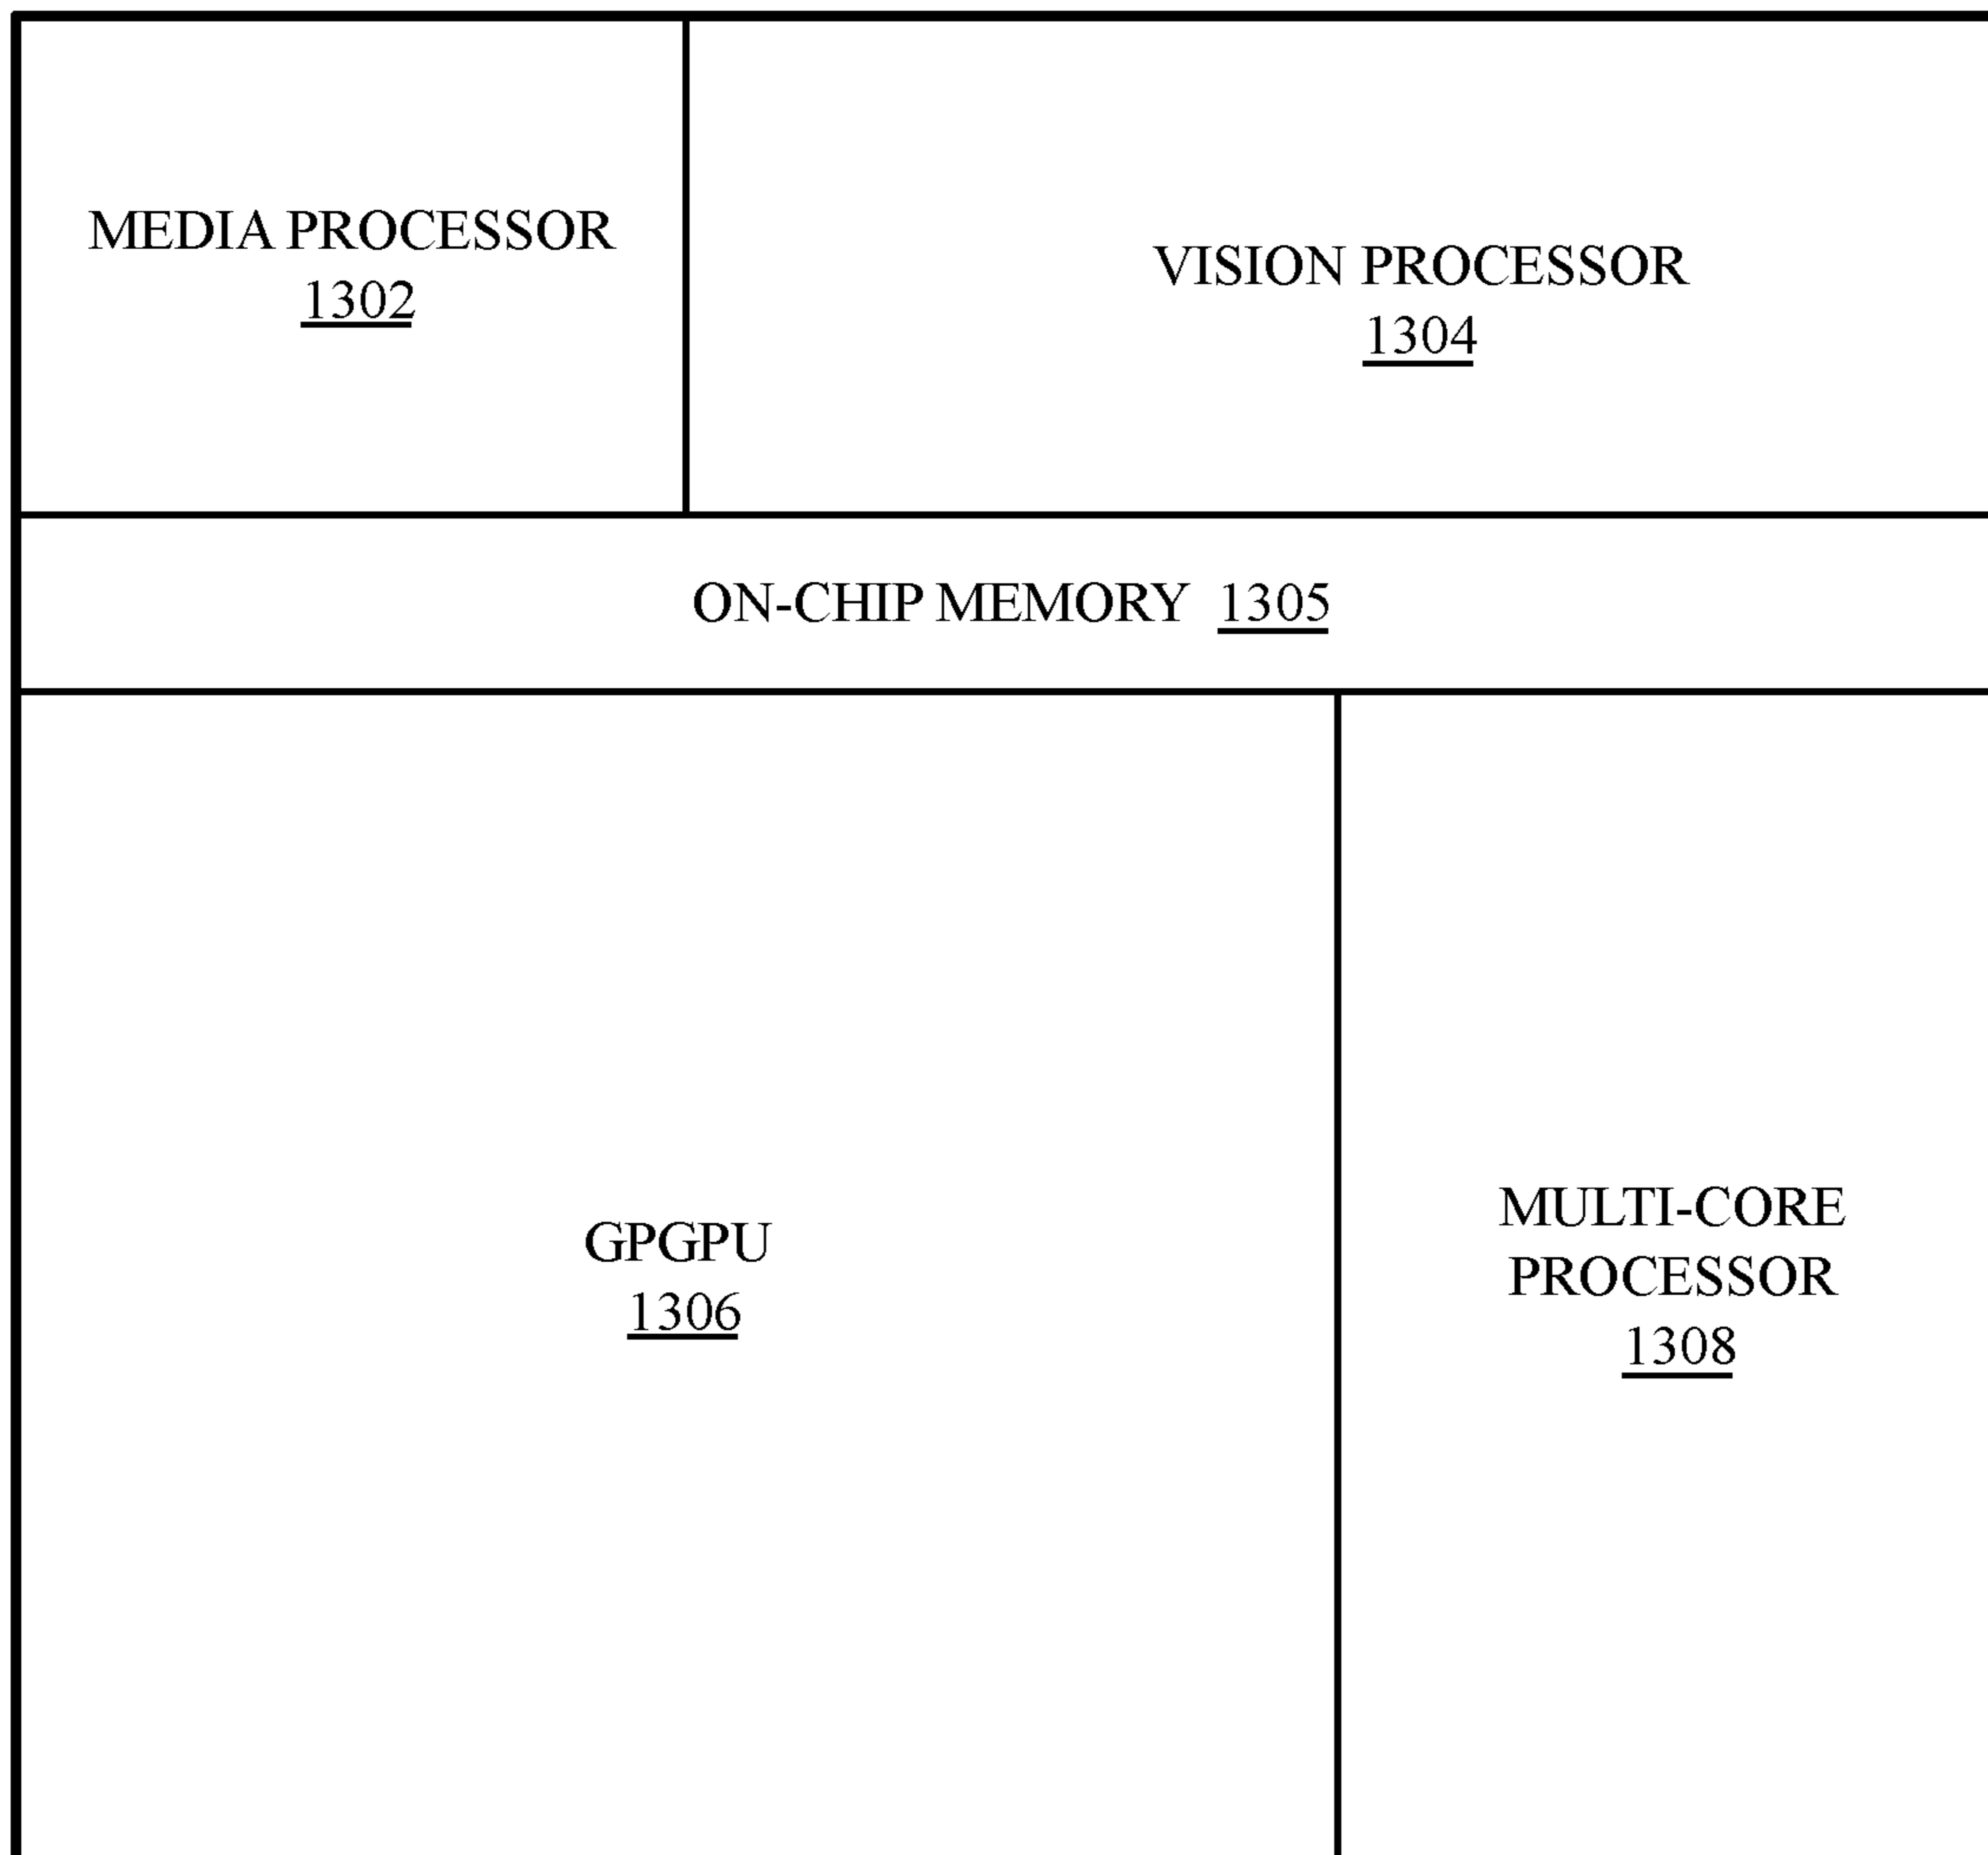 MEDIA PROCESSOR
1302
VISION PROCESSOR
1304
ON-CHIP MEMORY 1305
GPGPU
1306
MULTI-CORE
PROCESSOR
1308